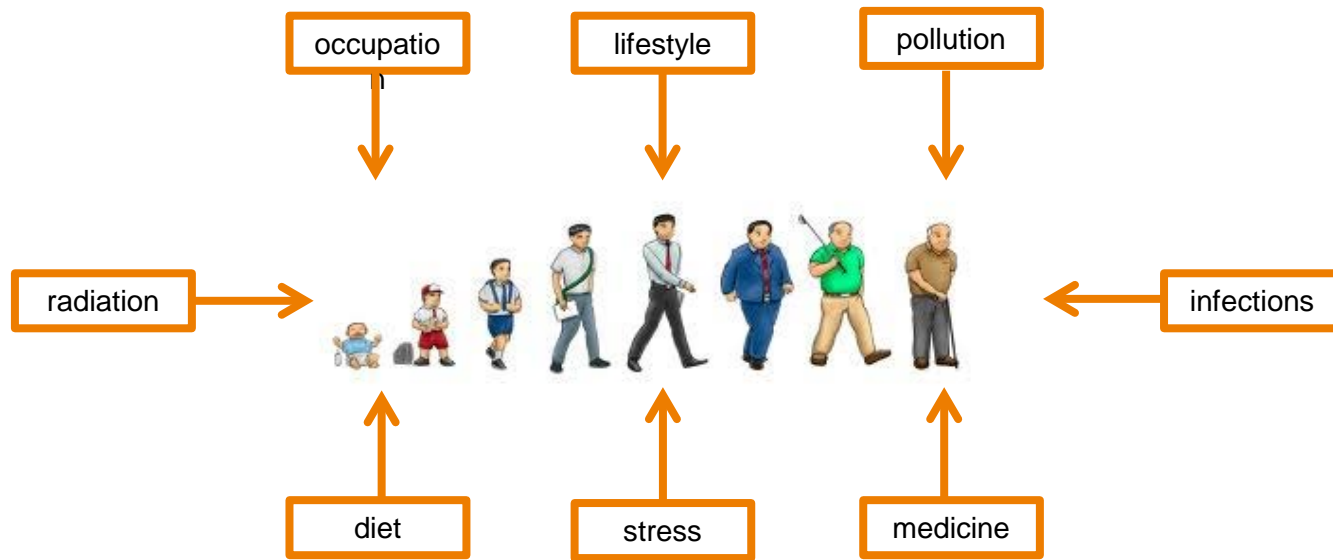 occupatio
n
lifestyle
pollution
radiation
infections
diet
stress
medicine